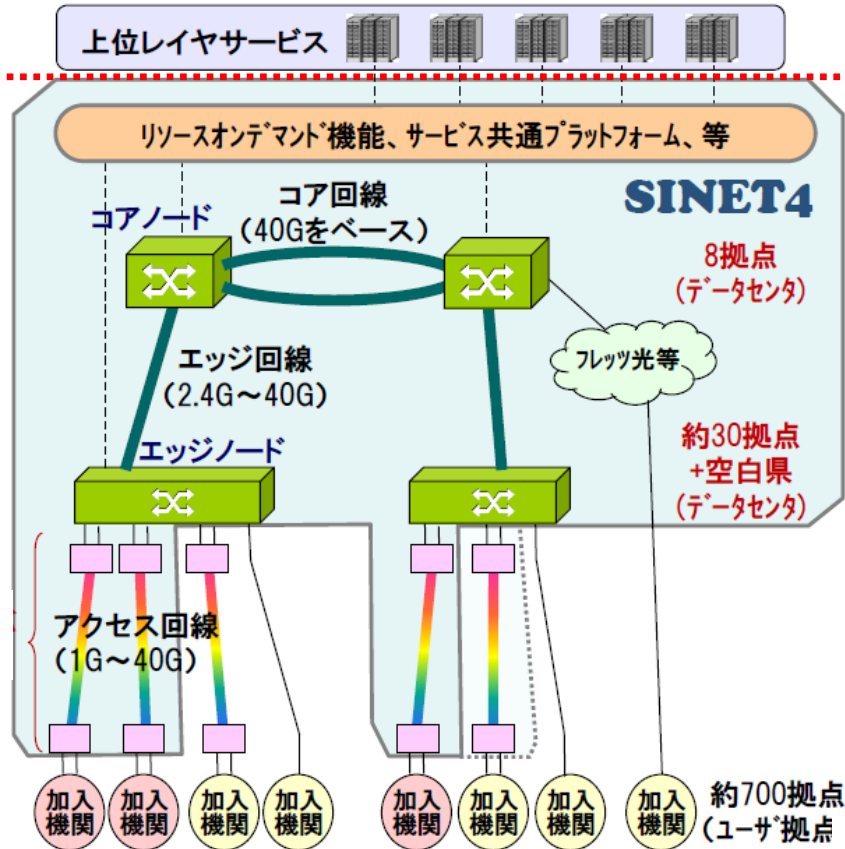 上位レイヤサービス
リソースオンデマンド機能、サービス共通プラットフォーム、等
SINET4
コア回線
(40Gをベース)
コアノード
8拠点
(データセンタ)
エッジ回線
(2.4G～40G)
フレッツ光等
エッジノード
約30拠点
+空白県
(データセンタ)
アクセス回線
(1G～40G)
加入
機関
加入
機関
加入
機関
加入
機関
加入
機関
加入
機関
加入
機関
加入
機関
約700拠点
(ユーザ拠点